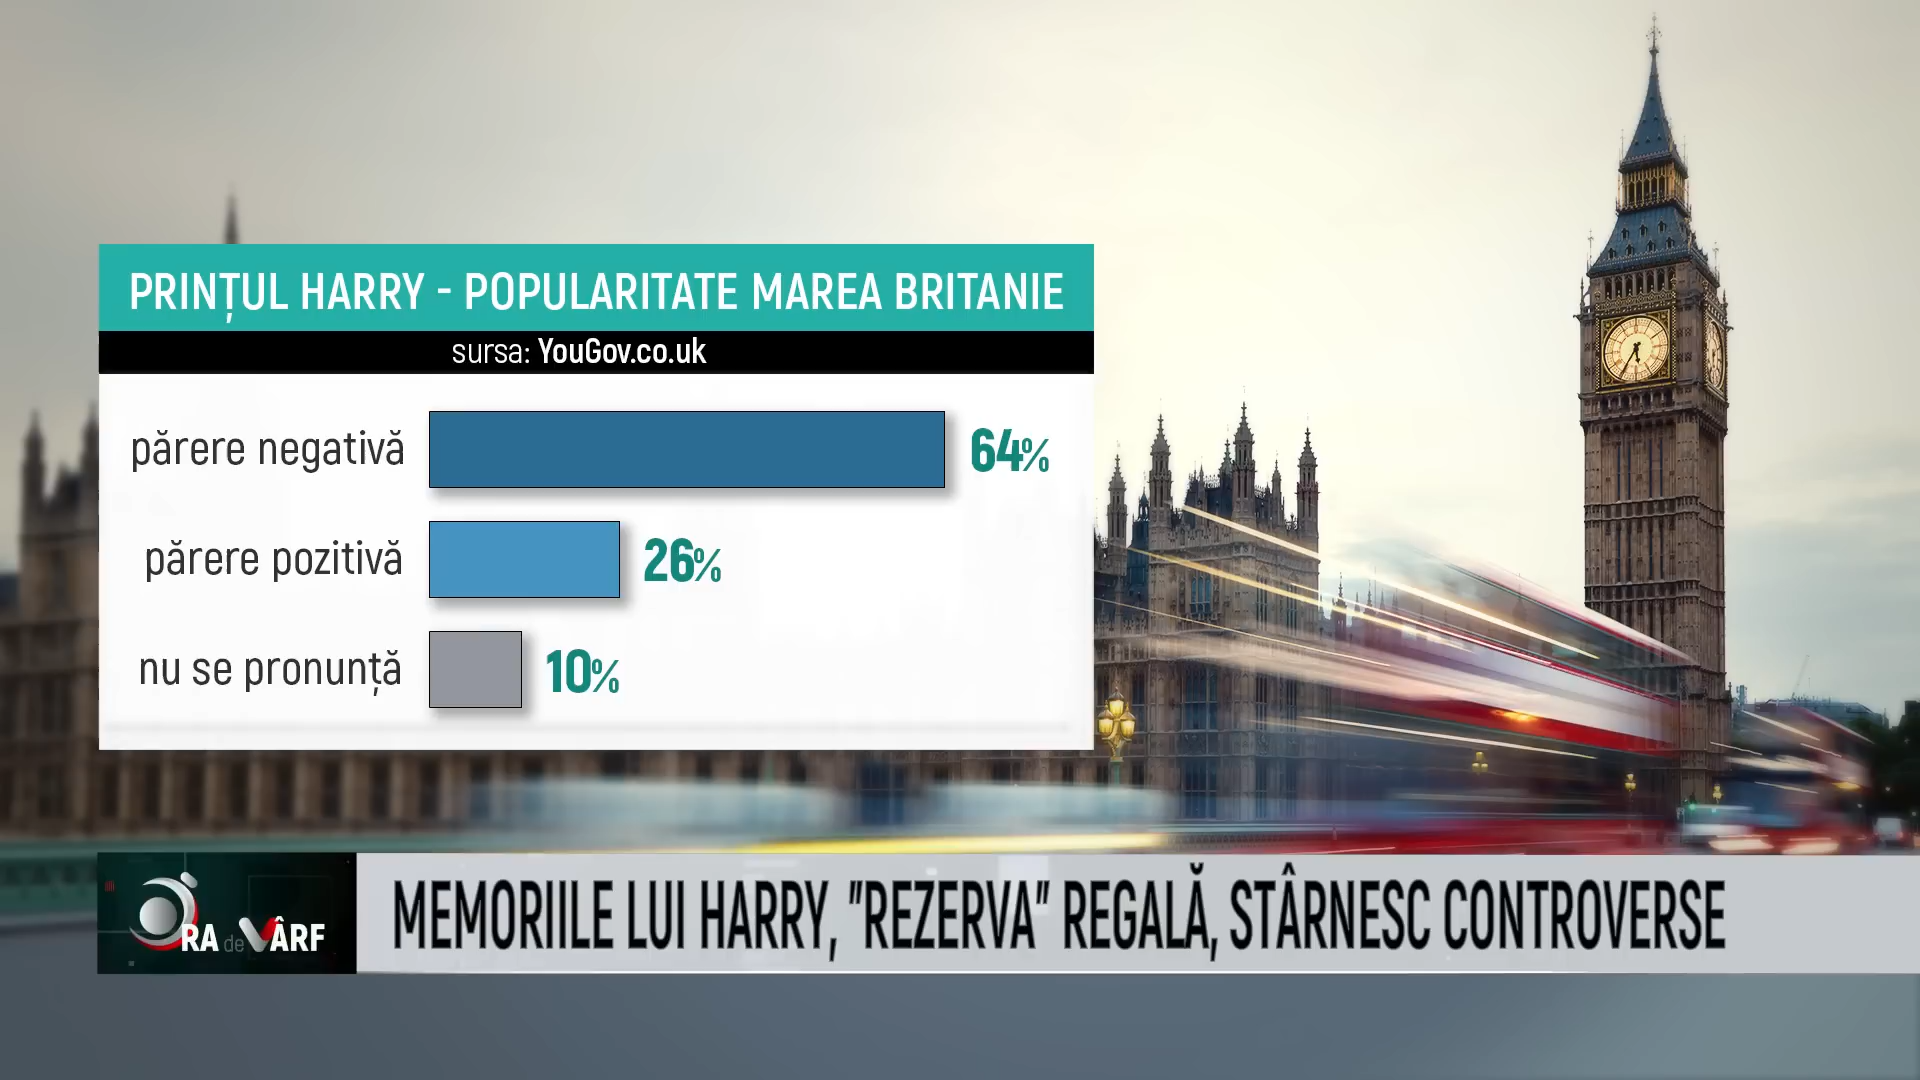 PRINȚUL HARRY - POPULARITATE MAREA BRITANIE
sursa: YouGov.co.uk
părere negativă 64%
părere pozitivă 26%
nu se pronunță 10%
ORA de VÂRF
MEMORIILE LUI HARRY, "REZERVA" REGALĂ, STÂRNESC CONTROVERSE